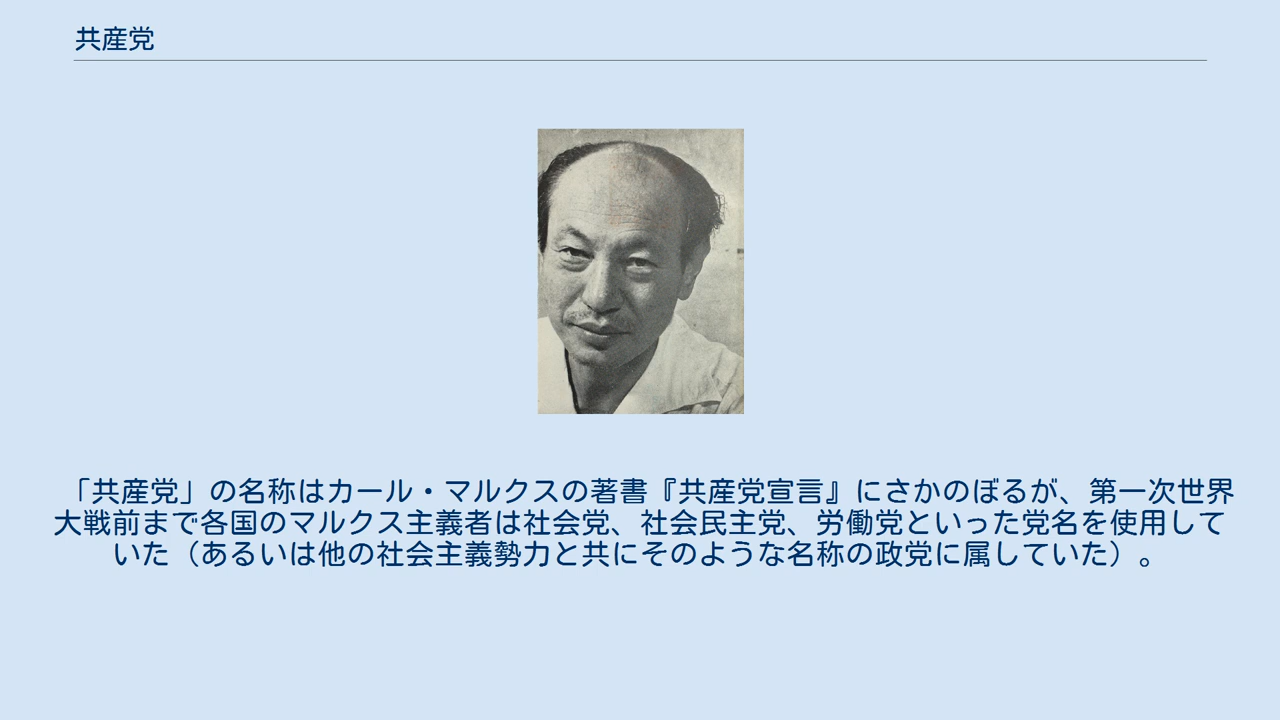 共産党
「共産党」の名称はカール・マルクスの著書『共産党宣言』にさかのぼるが、第一次世界
大戦前まで各国のマルクス主義者は社会党、社会民主党、労働党といった党名を使用して
いた（あるいは他の社会主義勢力と共にそのような名称の政党に属していた）。